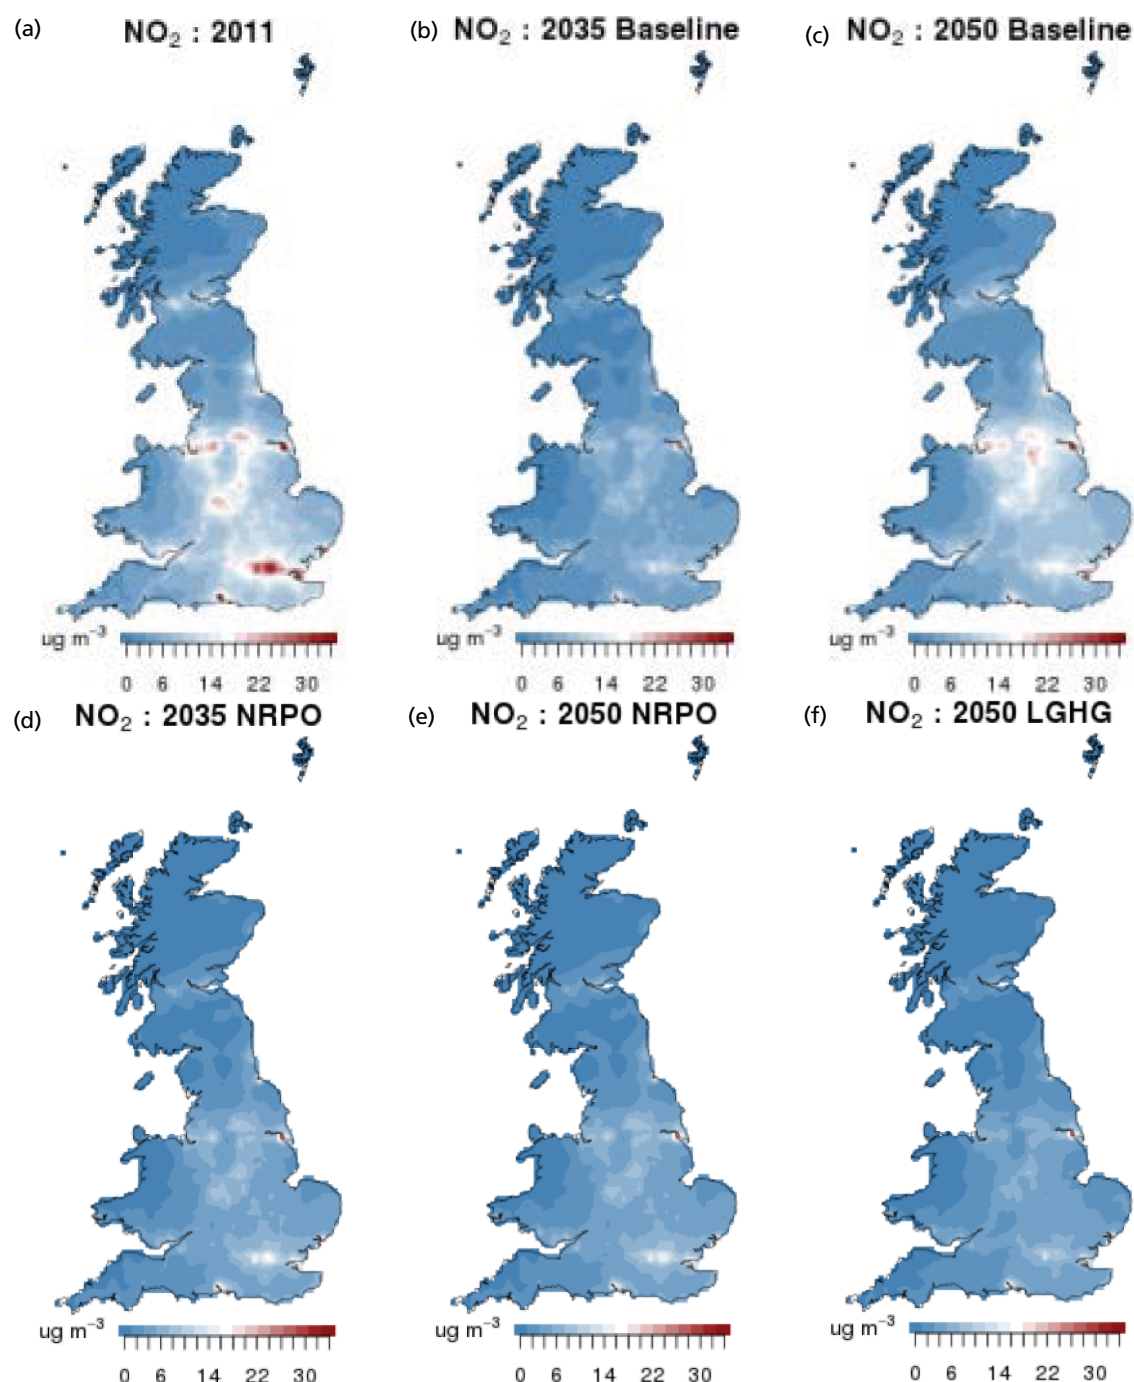 (a) NO₂ : 2011
(b) NO₂ : 2035 Baseline
(c) NO₂ : 2050 Baseline
ug m⁻³
0 6 14 22 30
ug m⁻³
0 6 14 22 30
ug m⁻³
0 6 14 22 30
(d) NO₂ : 2035 NRPO
(e) NO₂ : 2050 NRPO
(f) NO₂ : 2050 LGHG
ug m⁻³
0 6 14 22 30
ug m⁻³
0 6 14 22 30
ug m⁻³
0 6 14 22 30